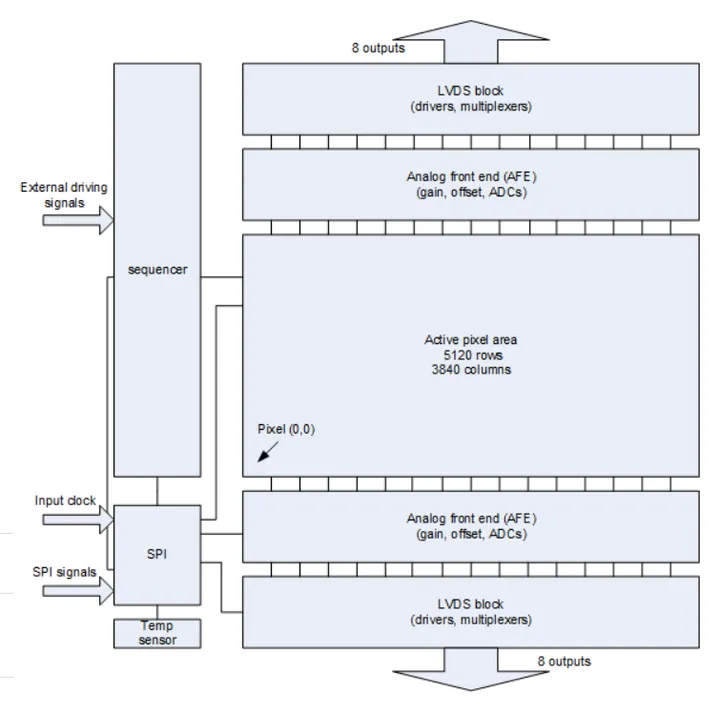 8 outputs
LVDS block
(drivers, multiplexers)
Analog front end (AFE)
(gain, offset, ADCs)
External driving
signals
sequencer
Active pixel area
5120 rows
3840 columns
Pixel (0,0)
Input clock
SPI signals
SPI
Temp
sensor
Analog front end (AFE)
(gain, offset, ADCs)
LVDS block
(drivers, multiplexers)
8 outputs